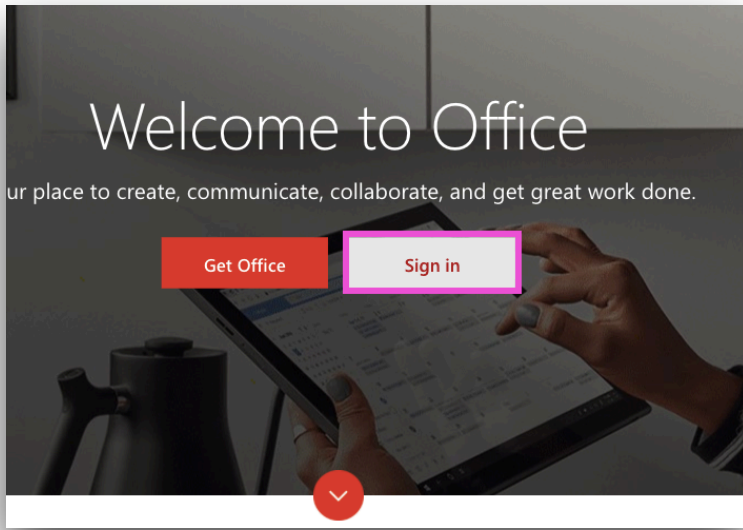 Welcome to Office
ur place to create, communicate, collaborate, and get great work done.
Get Office
Sign in